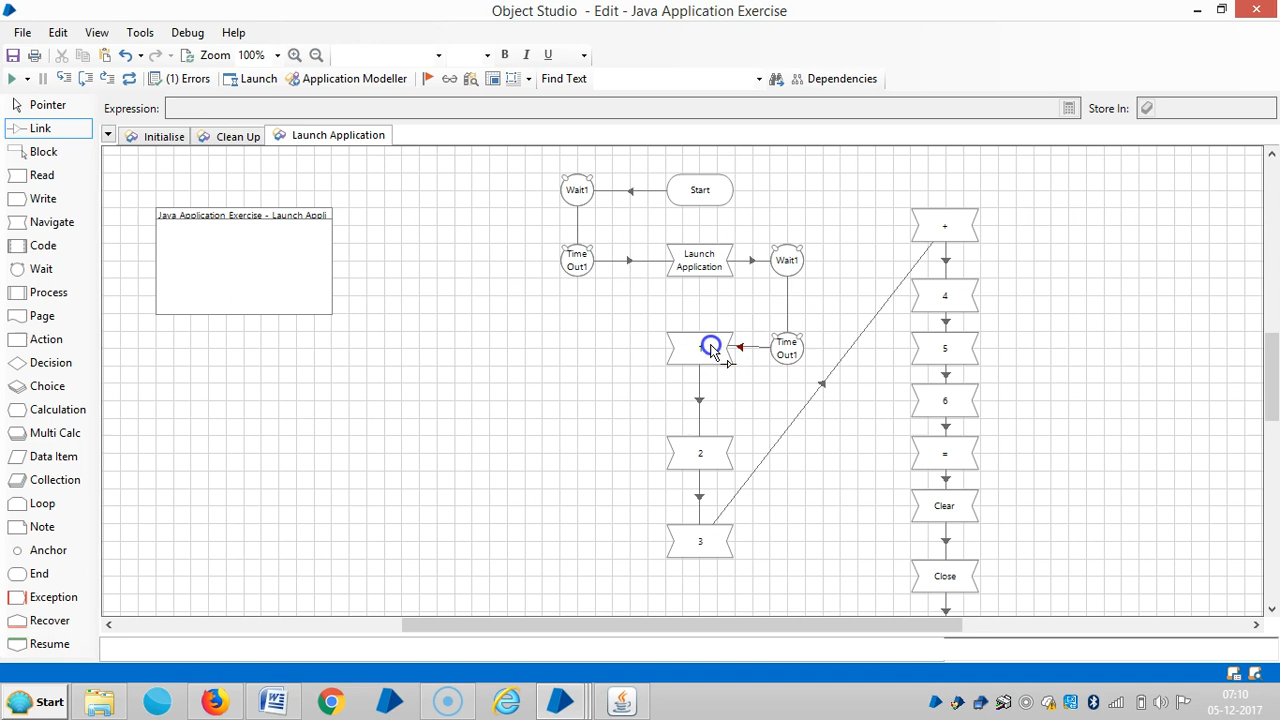 Object Studio - Edit - Java Application Exercise
File Edit View Tools Debug Help
Zoom 100% B I U
(1) Errors Launch Application Modeller Find Text Dependencies
Pointer Expression: Store In:
Link Initialise Clean Up Launch Application
Block
Read
Write
Navigate
Code
Wait
Process
Page
Action
Decision
Choice
Calculation
Multi Calc
Data Item
Collection
Loop
Note
Anchor
End
Exception
Recover
Resume
Java Application Exercise - Launch Appli
Wait1 Start
Time
Out1
Launch
Application
Wait1
Time
Out1
2
3
+
4
5
6
=
Clear
Close
Start
07:10
05-12-2017